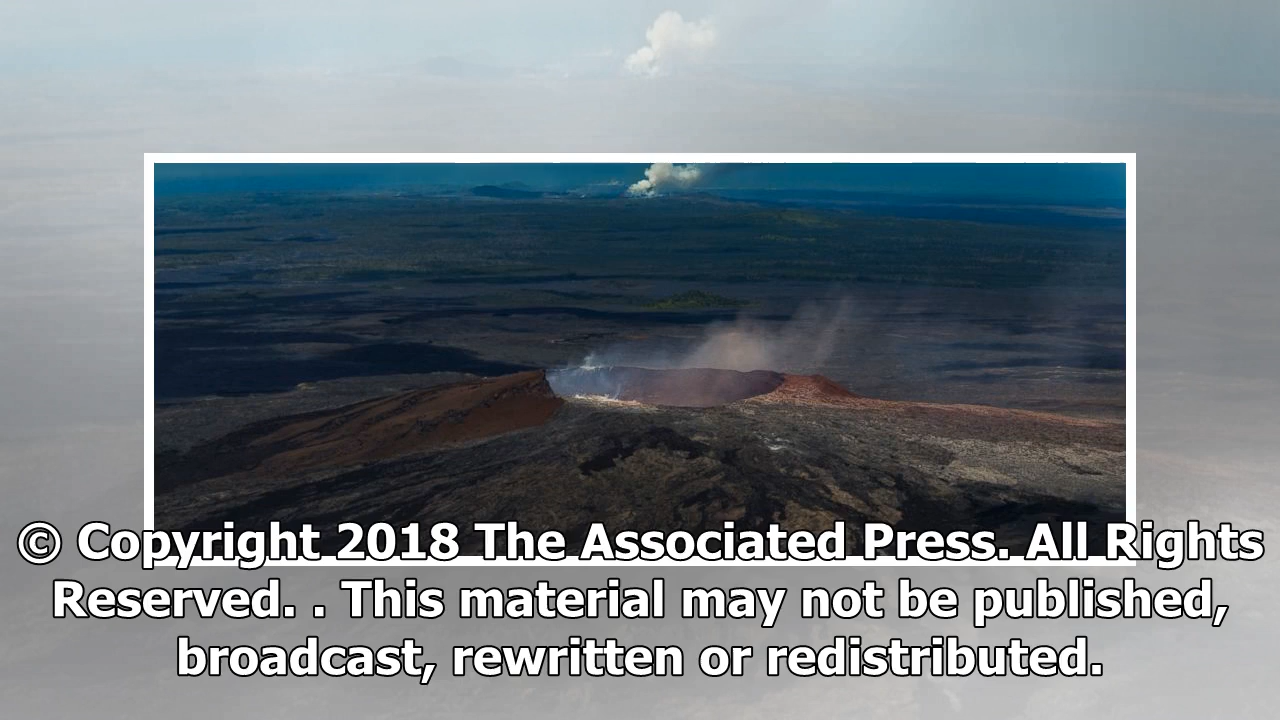 © Copyright 2018 The Associated Press. All Rights
Reserved. . This material may not be published,
broadcast, rewritten or redistributed.